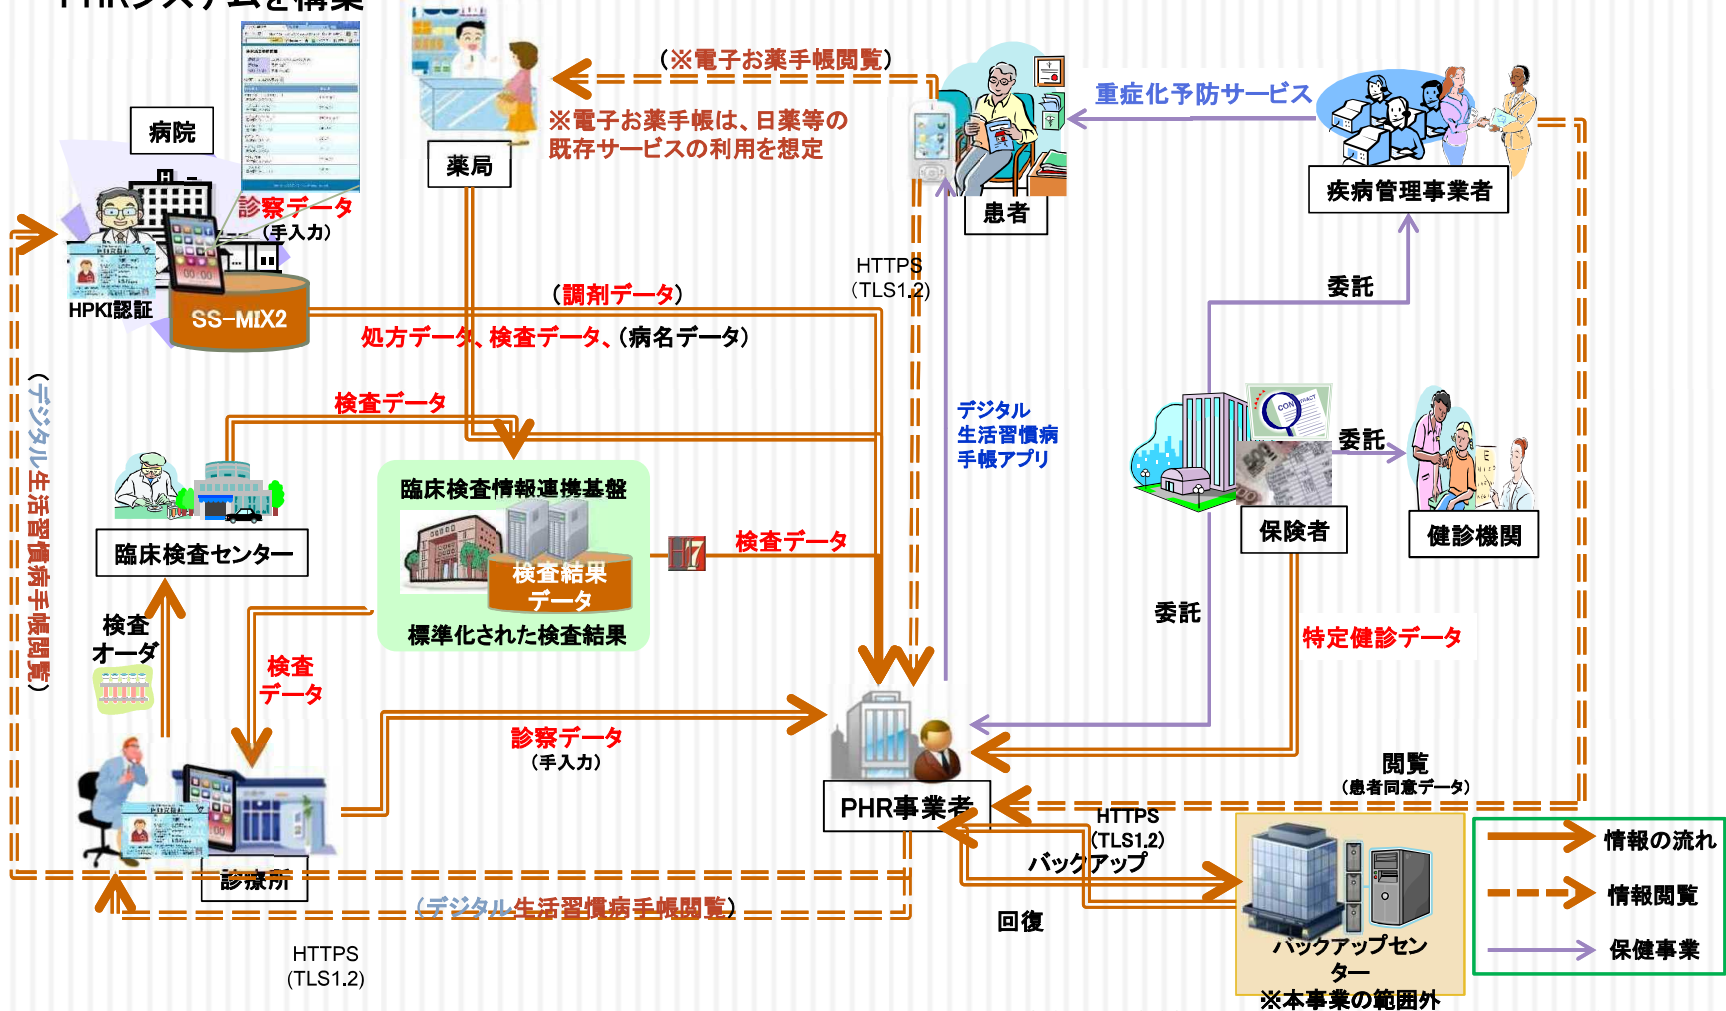 PHRシステムを構築
病院
診察データ
(手入力)
HPKI認証
SS-MIX2
薬局
(※電子お薬手帳閲覧)
※電子お薬手帳は、日薬等の
既存サービスの利用を想定
患者
重症化予防サービス
疾病管理事業者
HTTPS
(TLS1.2)
(調剤データ)
処方データ、検査データ、(病名データ)
委託
(デジタル生活習慣病手帳閲覧)
検査データ
デジタル
生活習慣病
手帳アプリ
CONTRACT
委託
保険者
健診機関
臨床検査センター
臨床検査情報連携基盤
検査結果
データ
標準化された検査結果
H7
検査データ
検査
オーダ
検査
データ
委託
特定健診データ
診察データ
(手入力)
PHR事業者
閲覧
(患者同意データ)
HTTPS
(TLS1.2)
バックアップ
回復
診療所
(デジタル生活習慣病手帳閲覧)
HTTPS
(TLS1.2)
バックアップセン
ター
※本事業の範囲外
情報の流れ
情報閲覧
保健事業